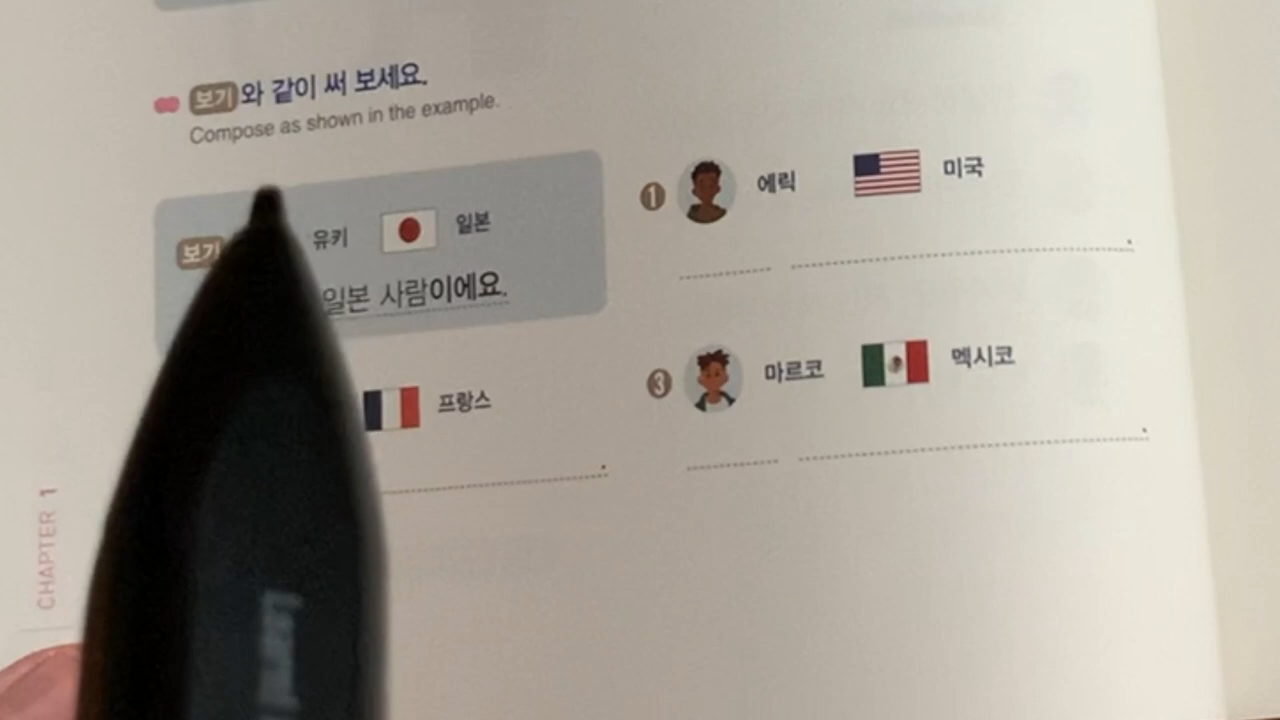 보기와 같이 써 보세요.
Compose as shown in the example.
보기 유키 일본
일본 사람이에요.
1 에릭 미국
프랑스
3 마르코 멕시코
CHAPTER 1